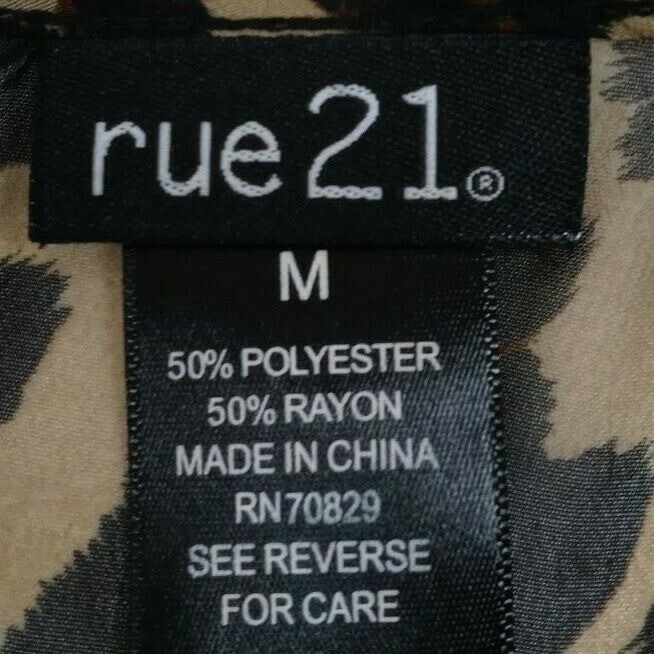 rue21®
M
50% POLYESTER
50% RAYON
MADE IN CHINA
RN70829
SEE REVERSE
FOR CARE